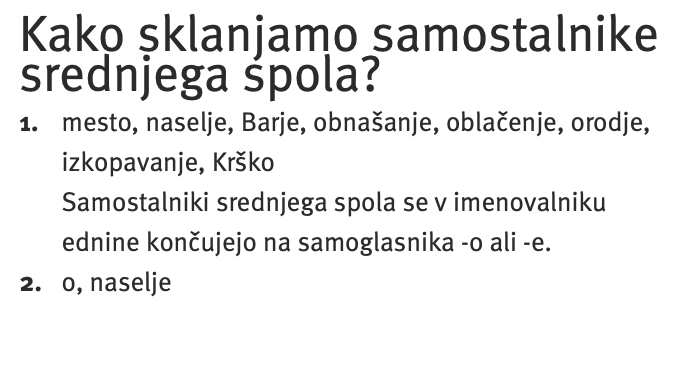 Kako sklanjamo samostalnike
srednjega spola?
1. mesto, naselje, Barje, obnašanje, oblačenje, orodje,
izkopavanje, Krško
Samostalniki srednjega spola se v imenovalniku
ednine končujejo na samoglasnika -o ali -e.
2. o, naselje